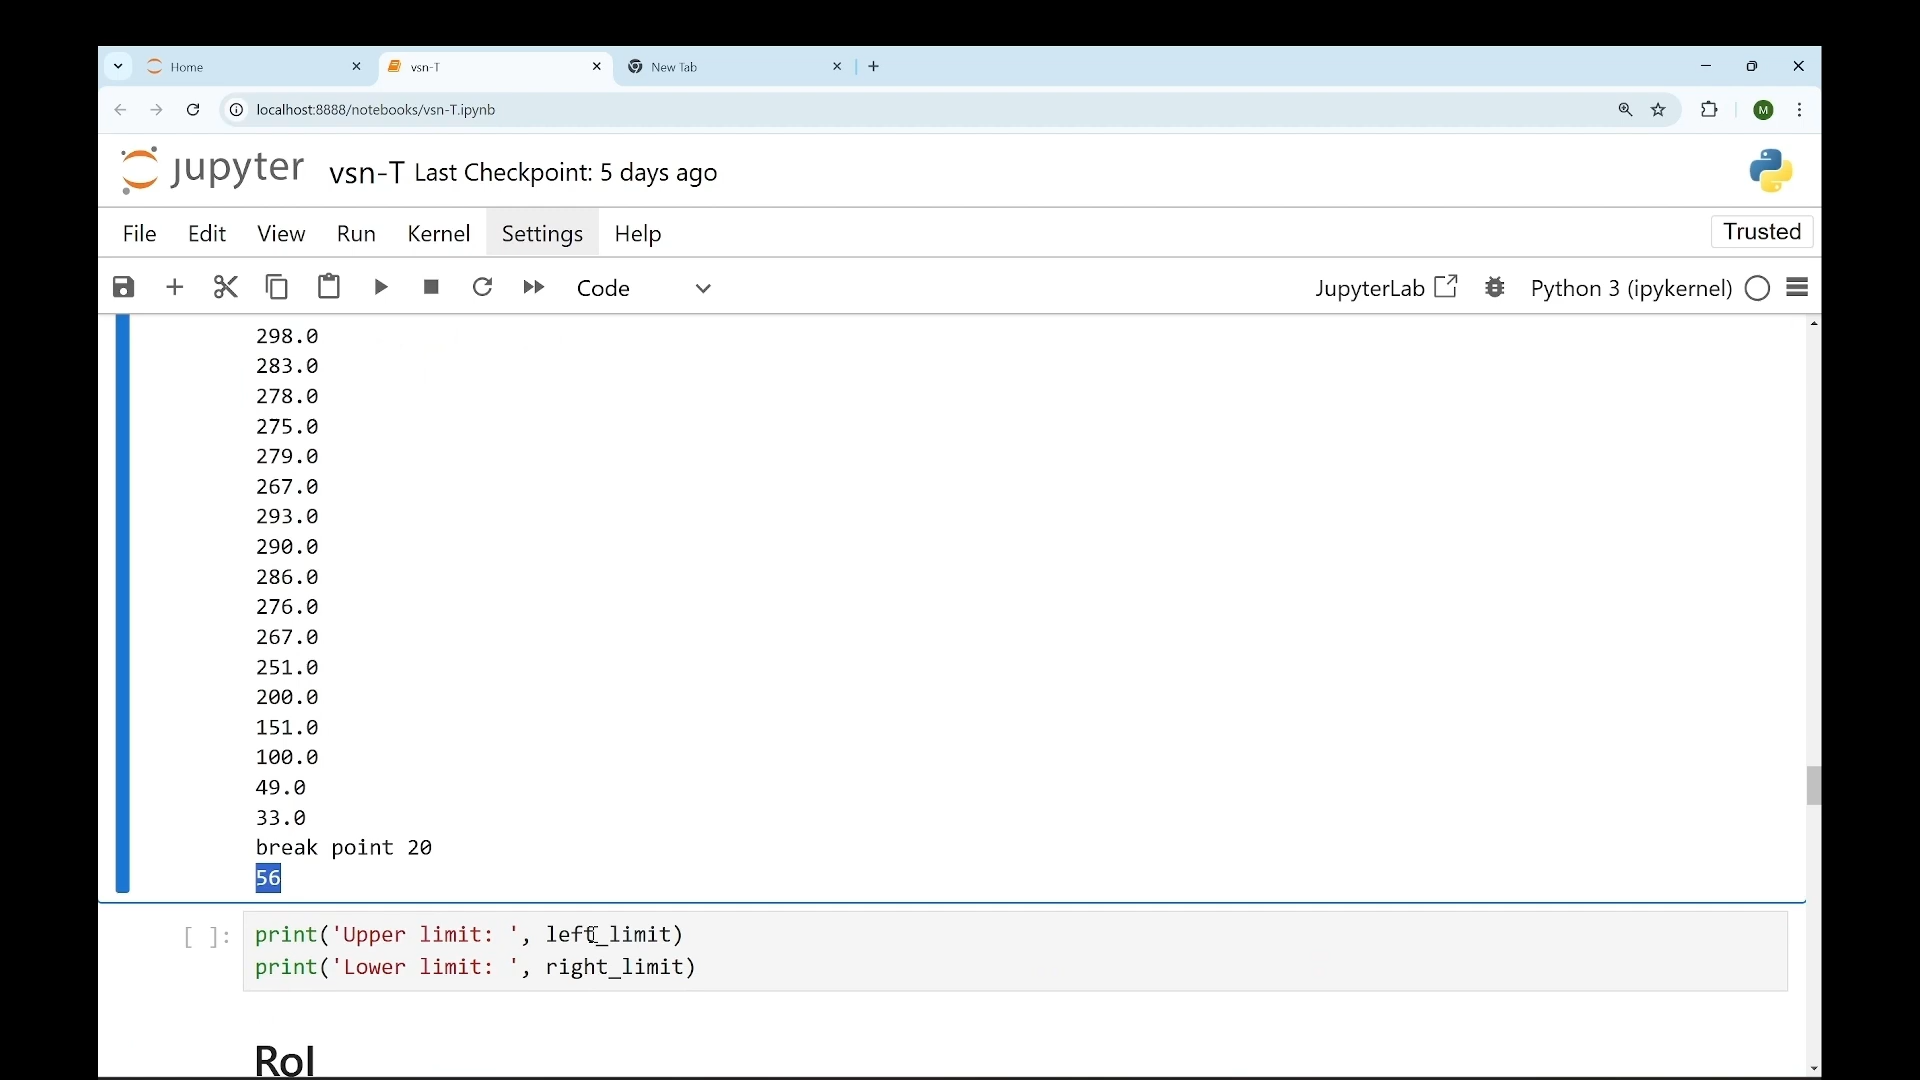 Home
vsn-T
New Tab
localhost:8888/notebooks/vsn-T.ipynb
M
jupyter vsn-T Last Checkpoint: 5 days ago
File Edit View Run Kernel Settings Help Trusted
Code JupyterLab Python 3 (ipykernel)
298.0
283.0
278.0
275.0
279.0
267.0
293.0
290.0
286.0
276.0
267.0
251.0
200.0
151.0
100.0
49.0
33.0
break point 20
56
[ ]: print('Upper limit: ', left_limit)
print('Lower limit: ', right_limit)
RoI